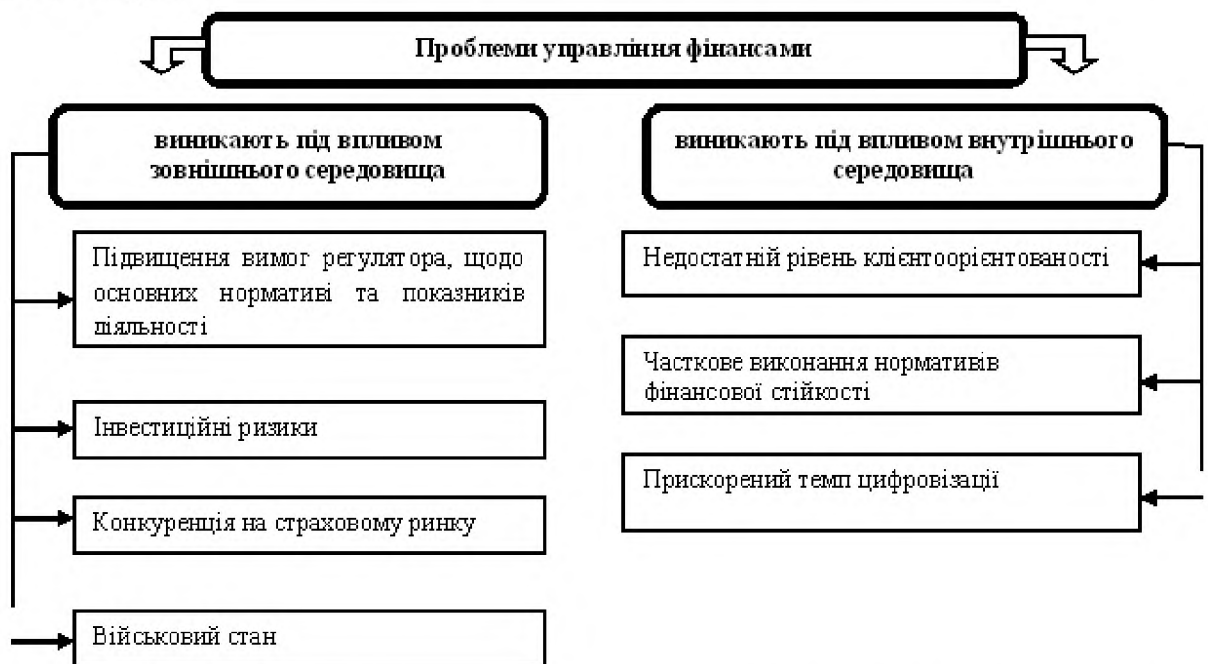 Проблеми управління фінансами
виникають під впливом
зовнішнього середовища
Підвищення вимог регулятора, щодо
основних нормативі та показників
діяльності
Інвестиційні ризики
Конкуренція на страховому ринку
Військовий стан
виникають під впливом внутрішнього
середовища
Недостатній рівень клієнтоорієнтованості
Часткове виконання нормативів
фінансової стійкості
Прискорений темп цифровізації